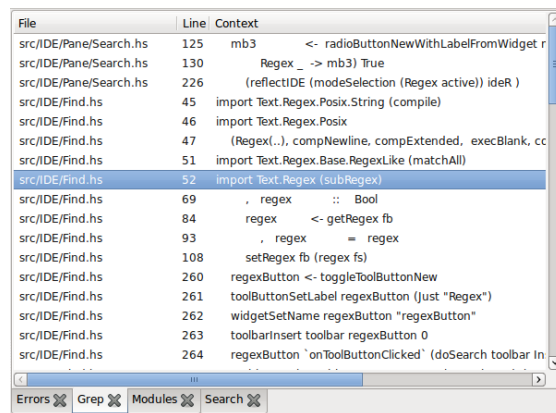 File Line Context
src/IDE/Pane/Search.hs 125 mb3 <- radioButtonNewWithLabelFromWidget
src/IDE/Pane/Search.hs 130 Regex _ -> mb3) True
src/IDE/Pane/Search.hs 226 (reflectIDE (modeSelection (Regex active)) ideR )
src/IDE/Find.hs 45 import Text.Regex.Posix.String (compile)
src/IDE/Find.hs 46 import Text.Regex.Posix
src/IDE/Find.hs 47 (Regex(..), compNewline, compExtended, execBlank,
src/IDE/Find.hs 51 import Text.Regex.Base.RegexLike (matchAll)
src/IDE/Find.hs 52 import Text.Regex (subRegex)
src/IDE/Find.hs 69 , regex :: Bool
src/IDE/Find.hs 84 regex <- getRegex fb
src/IDE/Find.hs 93 , regex = regex
src/IDE/Find.hs 108 setRegex fb (regex fs)
src/IDE/Find.hs 260 regexButton <- toggleToolButtonNew
src/IDE/Find.hs 261 toolButtonSetLabel regexButton (Just "Regex")
src/IDE/Find.hs 262 widgetSetName regexButton "regexButton"
src/IDE/Find.hs 263 toolbarInsert toolbar regexButton 0
src/IDE/Find.hs 264 regexButton `onToolButtonClicked` (doSearch toolbar
Errors Grep Modules Search